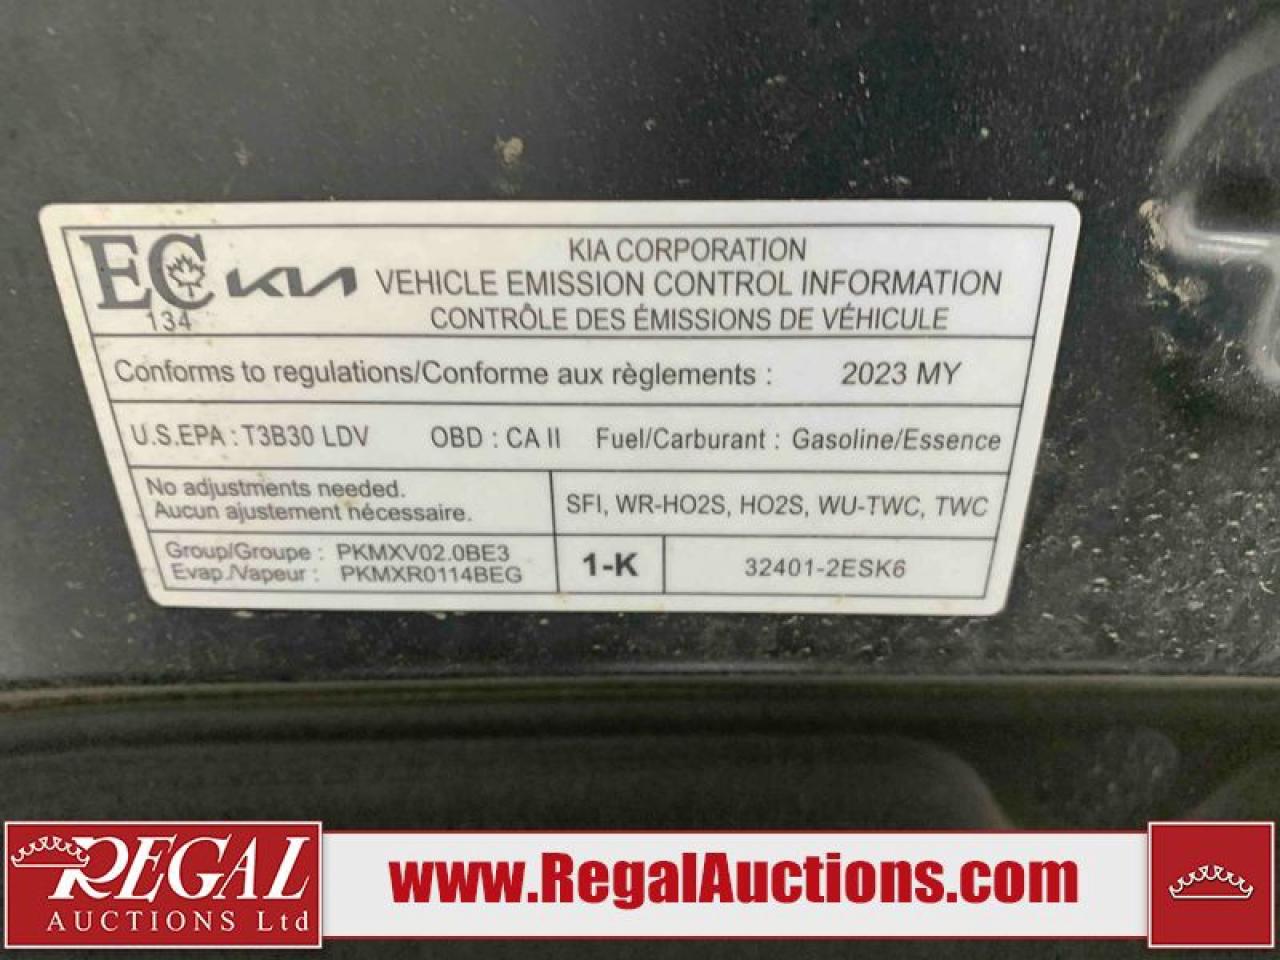 EC
134
KIA
KIA CORPORATION
VEHICLE EMISSION CONTROL INFORMATION
CONTRÔLE DES ÉMISSIONS DE VÉHICULE
Conforms to regulations/Conforme aux règlements : 2023 MY
U.S.EPA : T3B30 LDV OBD : CA II Fuel/Carburant : Gasoline/Essence
No adjustments needed.
Aucun ajustement nécessaire.
SFI, WR-HO2S, HO2S, WU-TWC, TWC
Group/Groupe : PKMXV02.0BE3
Evap./Vapeur : PKMXR0114BEG
1-K
32401-2ESK6
REGAL
AUCTIONS Ltd
www.RegalAuctions.com